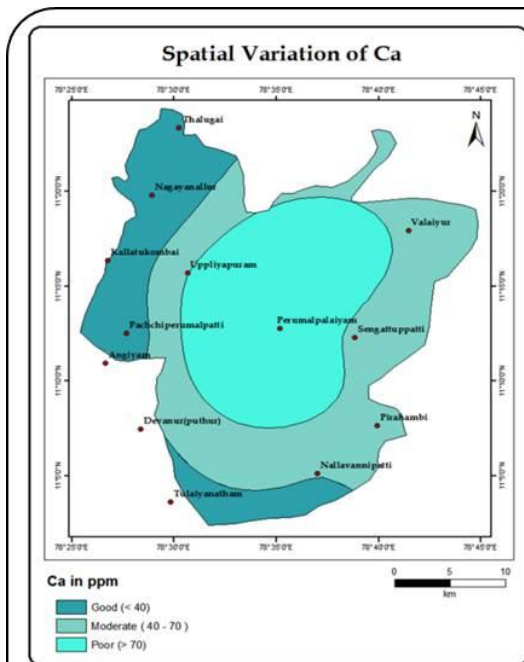 Spatial Variation of Ca
78°25'0"E 78°30'0"E 78°35'0"E 78°40'0"E 78°45'0"E
N
Thalugai
Nagayanallur
Valaiyur
Kallatukombai
Uppliyapuram
Pachchiperumalpatti
Perumalpalaiyam
Sengattuppatti
Angiyam
Devanur(puthur)
Pirahambi
Nallavannipatti
Tulaiyanatham
78°25'0"E 78°30'0"E 78°35'0"E 78°40'0"E 78°45'0"E
Ca in ppm
Good (< 40)
Moderate ( 40 - 70 )
Poor (> 70)
0 5 10
km